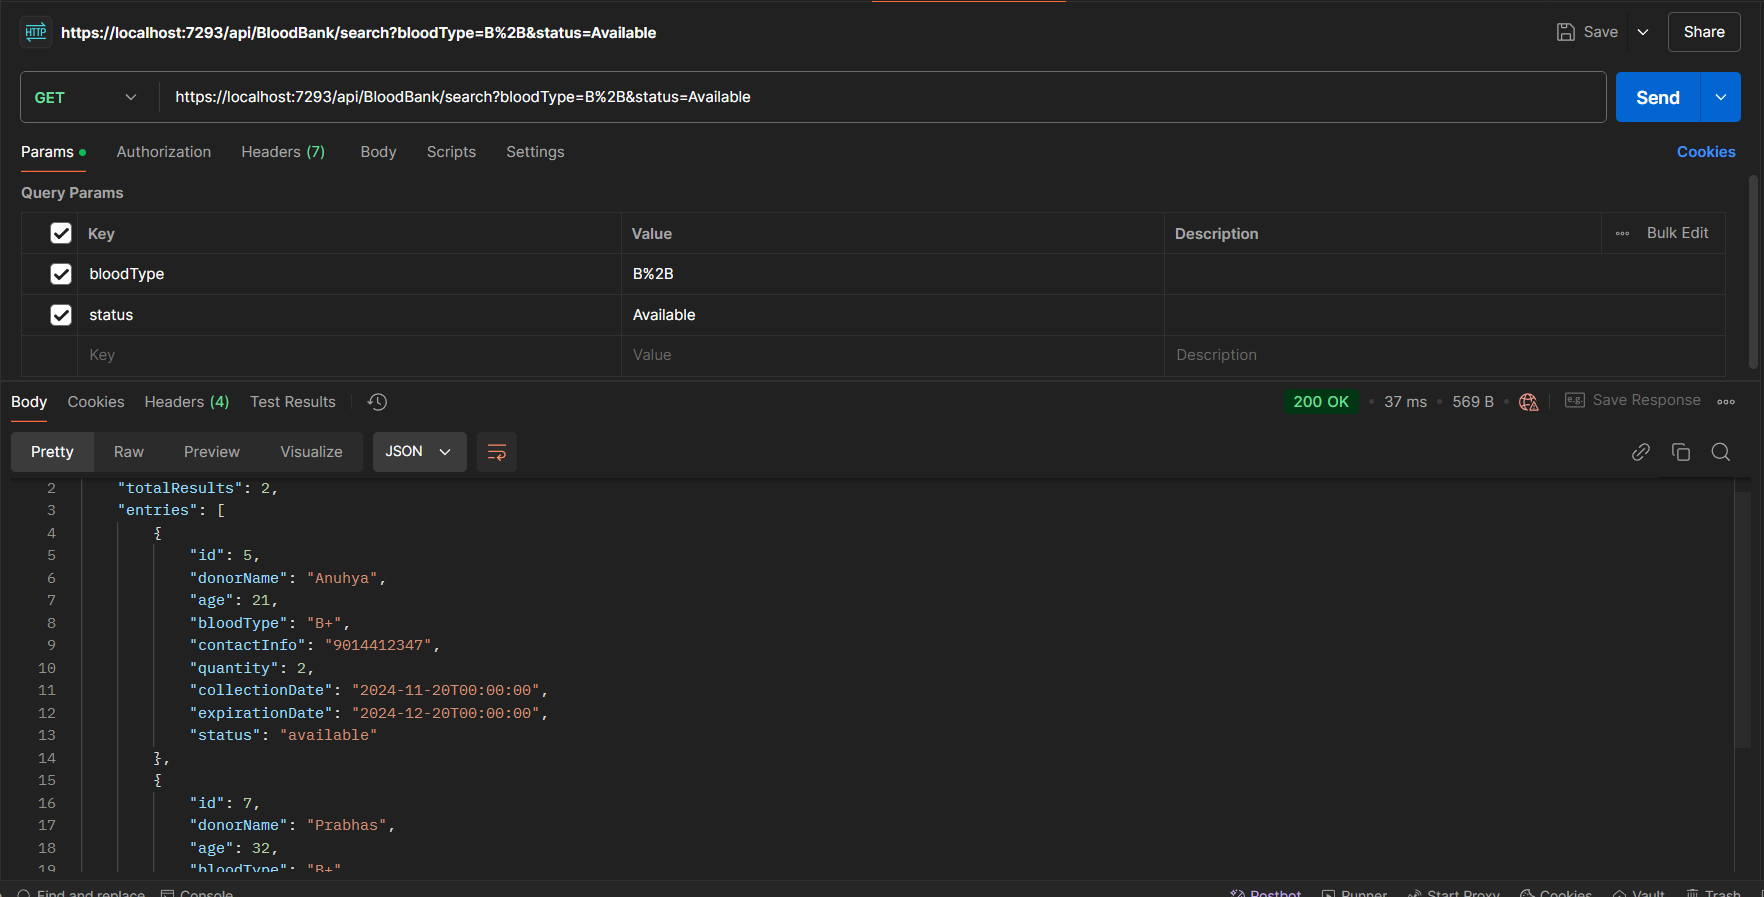 HTTP https://localhost:7293/api/BloodBank/search?bloodType=B%2B&status=Available Save Share
GET https://localhost:7293/api/BloodBank/search?bloodType=B%2B&status=Available Send
Params Authorization Headers (7) Body Scripts Settings Cookies
Query Params
Key Value Description Bulk Edit
bloodType B%2B
status Available
Key Value Description
Body Cookies Headers (4) Test Results 200 OK 37 ms 569 B e.g. Save Response
Pretty Raw Preview Visualize JSON
2 "totalResults": 2,
3 "entries": [
4 {
5 "id": 5,
6 "donorName": "Anuhya",
7 "age": 21,
8 "bloodType": "B+",
9 "contactInfo": "9014412347",
10 "quantity": 2,
11 "collectionDate": "2024-11-20T00:00:00",
12 "expirationDate": "2024-12-20T00:00:00",
13 "status": "available"
14 },
15 {
16 "id": 7,
17 "donorName": "Prabhas",
18 "age": 32,
19 "bloodType": "B+"
Find and replace Console Postbot Runner Start Proxy Cookies Vault Trash